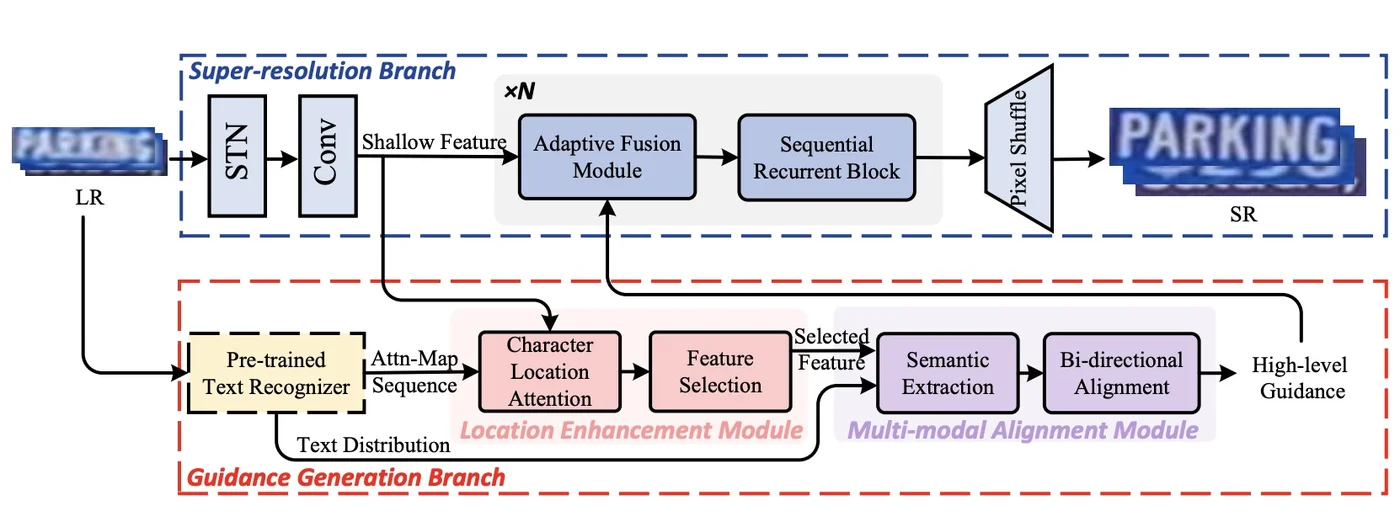 Super-resolution Branch
×N
PARKING
LR
STN
Conv
Shallow Feature
Adaptive Fusion
Module
Sequential
Recurrent Block
Pixel Shuffle
PARKING
SR
Pre-trained
Text Recognizer
Attn-Map
Sequence
Character
Location
Attention
Feature
Selection
Selected
Feature
Semantic
Extraction
Bi-directional
Alignment
High-level
Guidance
Location Enhancement Module
Multi-modal Alignment Module
Text Distribution
Guidance Generation Branch